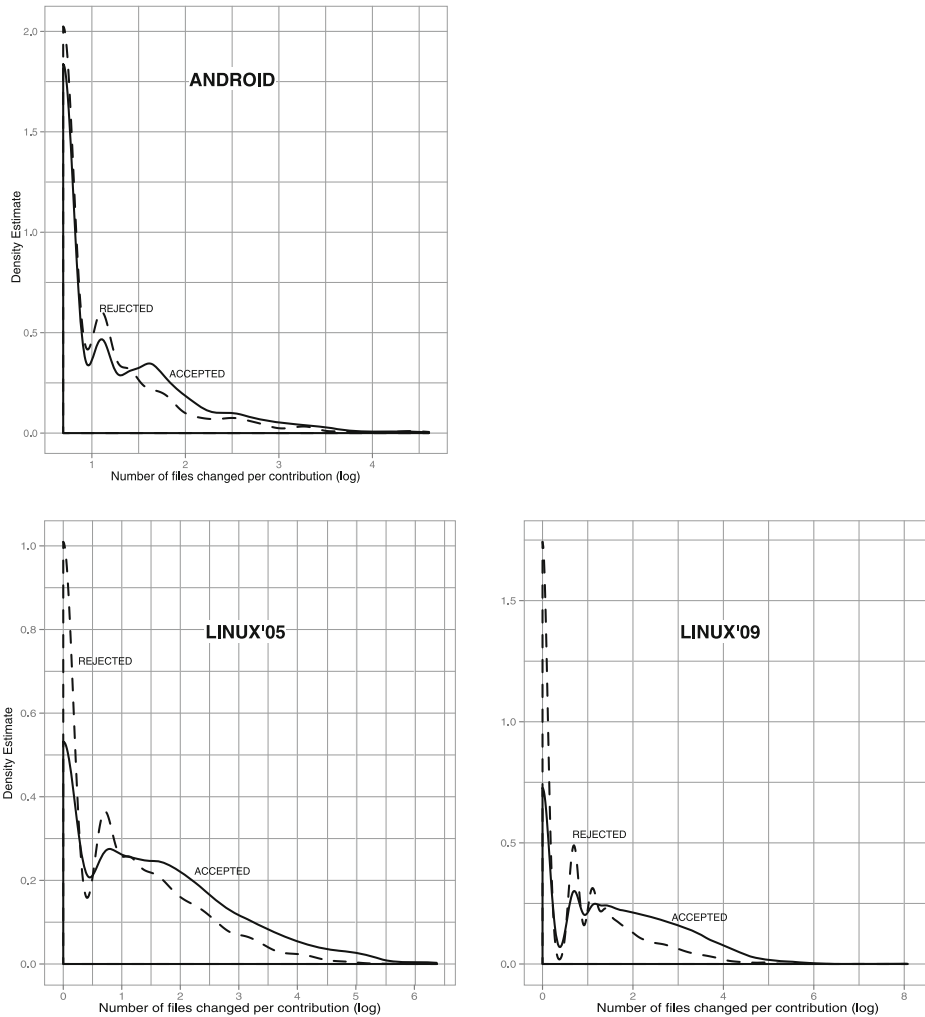 2.0
ANDROID
1.5
1.0
Density Estimate
REJECTED
0.5
ACCEPTED
0.0
1 2 3 4
Number of files changed per contribution (log)
1.0
LINUX'05
0.8
REJECTED
0.6
Density Estimate
0.4
ACCEPTED
0.2
0.0
0 1 2 3 4 5 6
Number of files changed per contribution (log)
1.5
LINUX'09
1.0
REJECTED
0.5
ACCEPTED
0.0
0 2 4 6 8
Number of files changed per contribution (log)